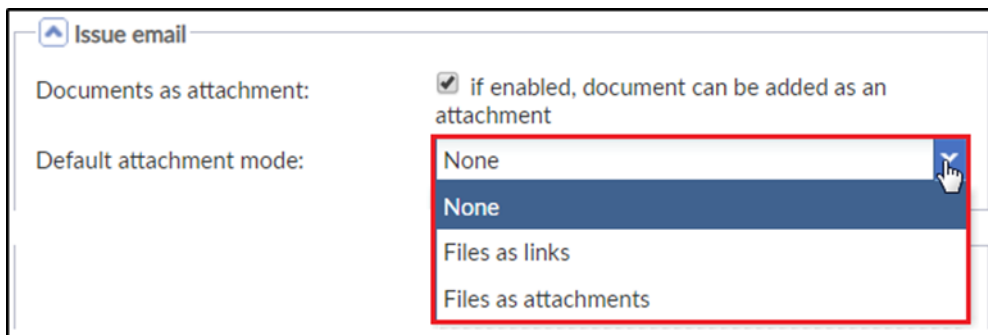 Issue email
Documents as attachment:
if enabled, document can be added as an
attachment
Default attachment mode:
None
None
Files as links
Files as attachments